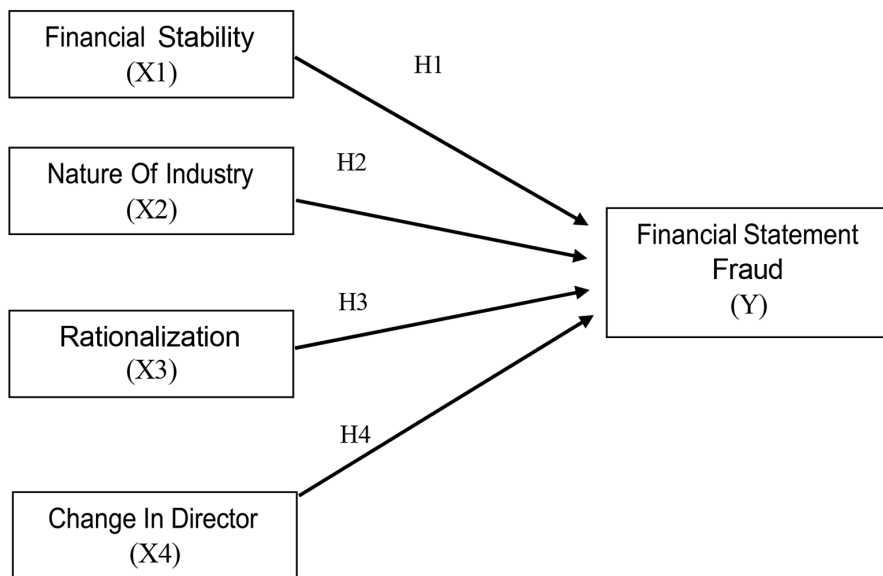 Financial Stability
(X1)
H1
Nature Of Industry
(X2)
H2
Financial Statement
Fraud
(Y)
Rationalization
(X3)
H3
H4
Change In Director
(X4)